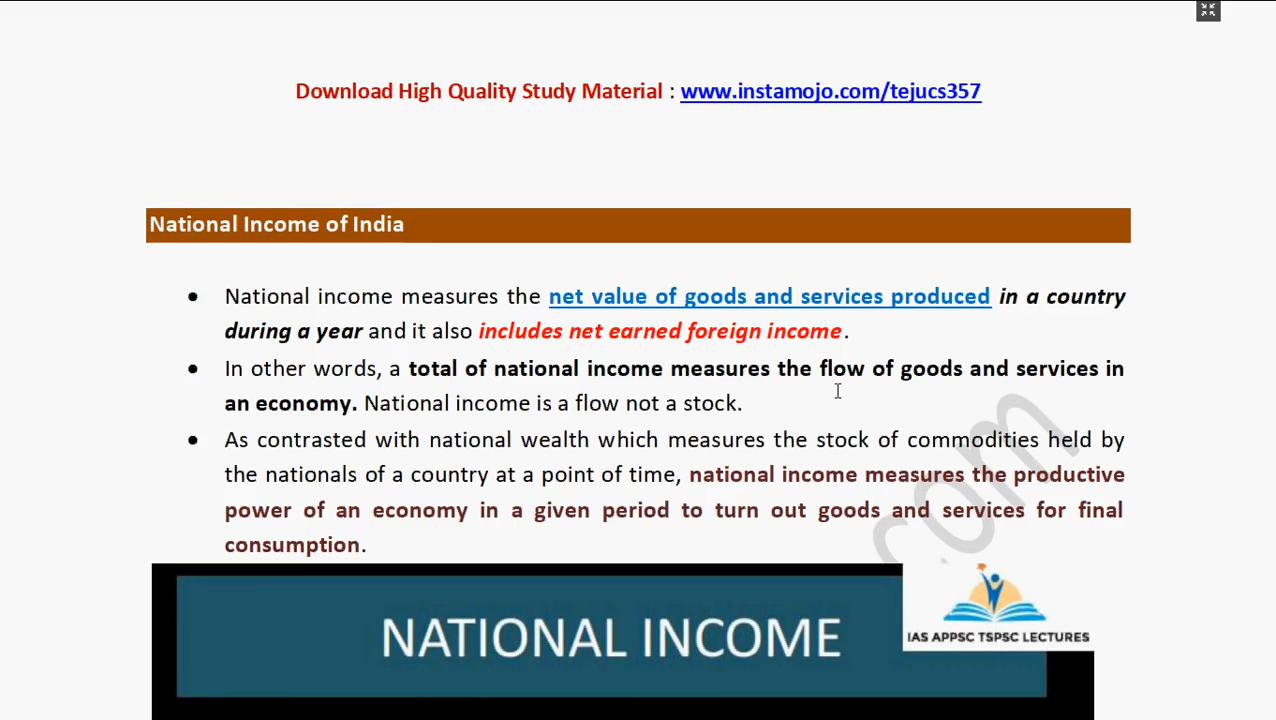 Download High Quality Study Material : www.instamojo.com/tejucs357
National Income of India
• National income measures the net value of goods and services produced in a country
during a year and it also includes net earned foreign income.
• In other words, a total of national income measures the flow of goods and services in
an economy. National income is a flow not a stock.
• As contrasted with national wealth which measures the stock of commodities held by
the nationals of a country at a point of time, national income measures the productive
power of an economy in a given period to turn out goods and services for final
consumption.
.com
NATIONAL INCOME
IAS APPSC TSPSC LECTURES